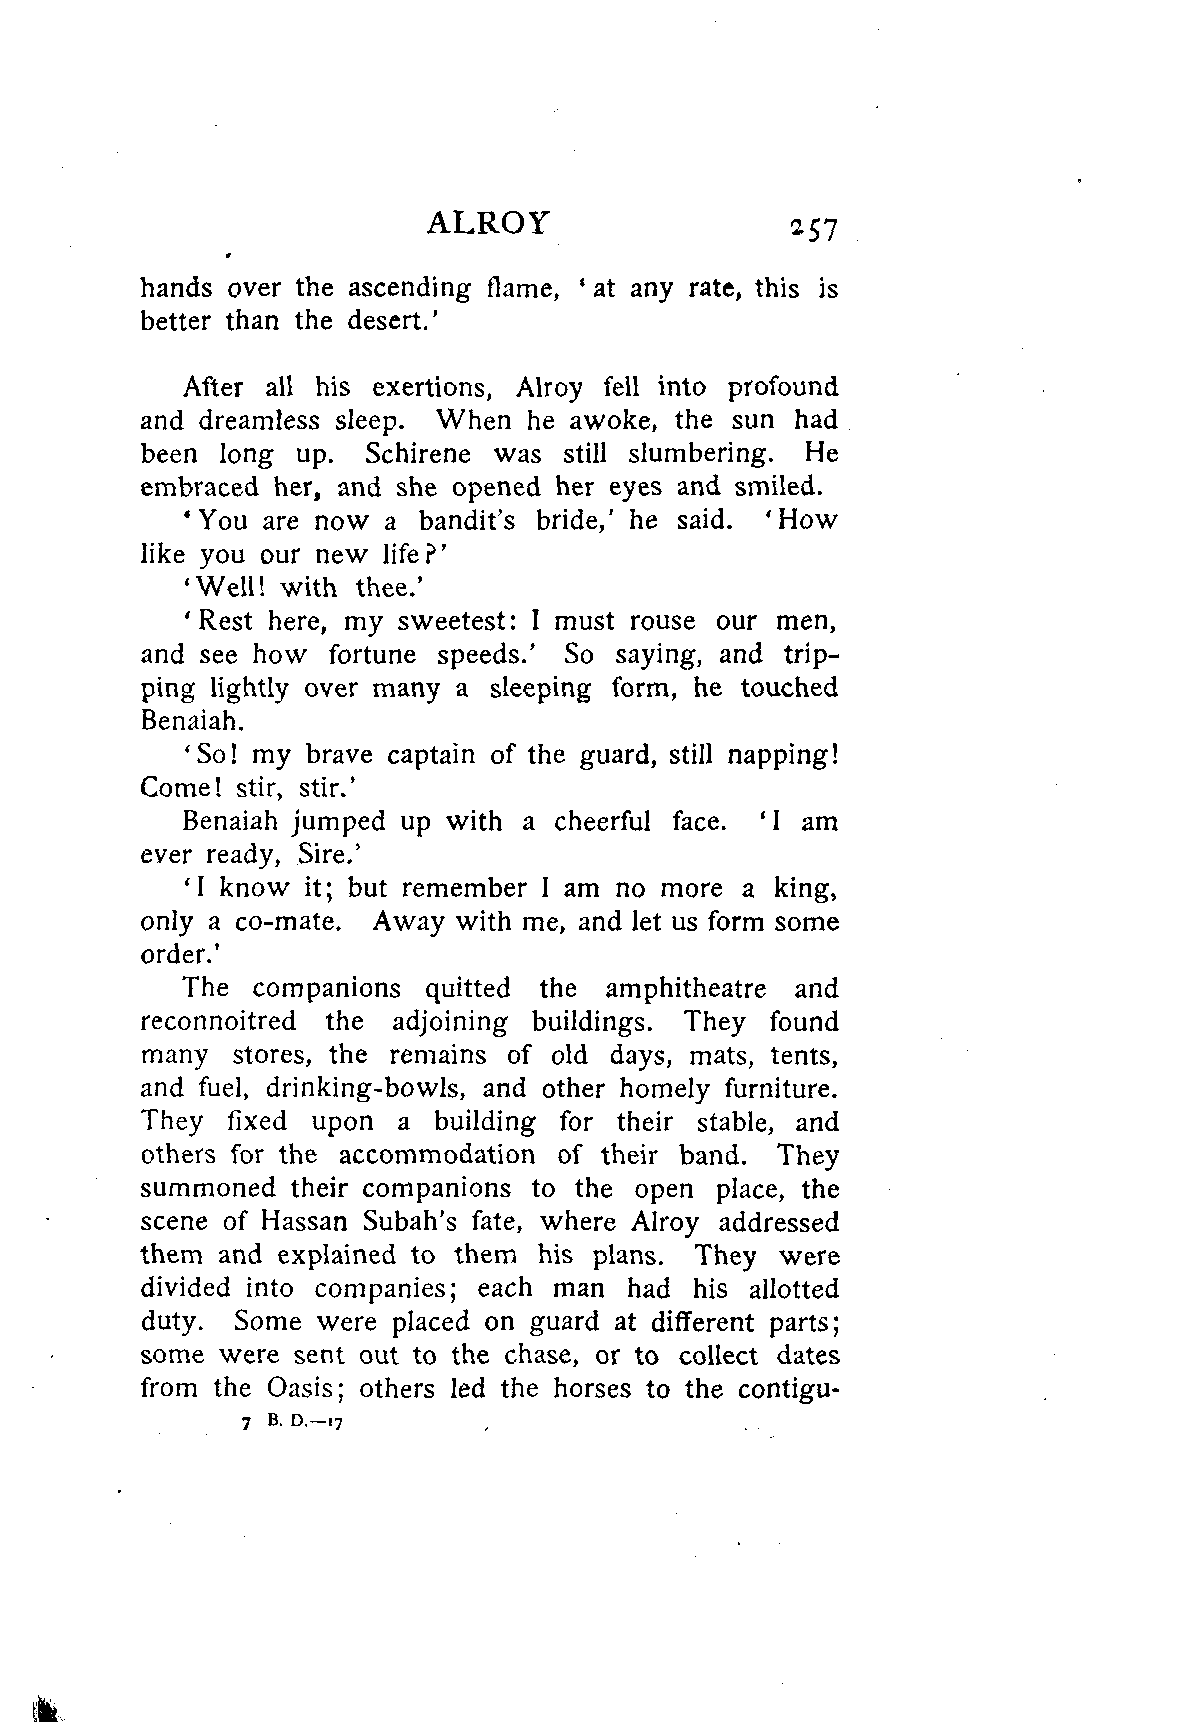 ALROY 257
hands over the ascending flame, ‘at any rate, this is
better than the desert.’
After all his exertions, Alroy fell into profound
and dreamless sleep. When he awoke, the sun had
been long up. Schirene was still slumbering. He
embraced her, and she opened her eyes and smiled.
‘You are now a bandit’s bride,’ he said. ‘How
like you our new life?’
‘Well! with thee.’
‘Rest here, my sweetest: I must rouse our men,
and see how fortune speeds.’ So saying, and trip-
ping lightly over many a sleeping form, he touched
Benaiah.
‘So! my brave captain of the guard, still napping!
Come! stir, stir.’
Benaiah jumped up with a cheerful face. ‘I am
ever ready, Sire.’
‘I know it; but remember I am no more a king,
only a co-mate. Away with me, and let us form some
order.’
The companions quitted the amphitheatre and
reconnoitred the adjoining buildings. They found
many stores, the remains of old days, mats, tents,
and fuel, drinking-bowls, and other homely furniture.
They fixed upon a building for their stable, and
others for the accommodation of their band. They
summoned their companions to the open place, the
scene of Hassan Subah’s fate, where Alroy addressed
them and explained to them his plans. They were
divided into companies; each man had his allotted
duty. Some were placed on guard at different parts;
some were sent out to the chase, or to collect dates
from the Oasis; others led the horses to the contigu-
7 B. D.—17